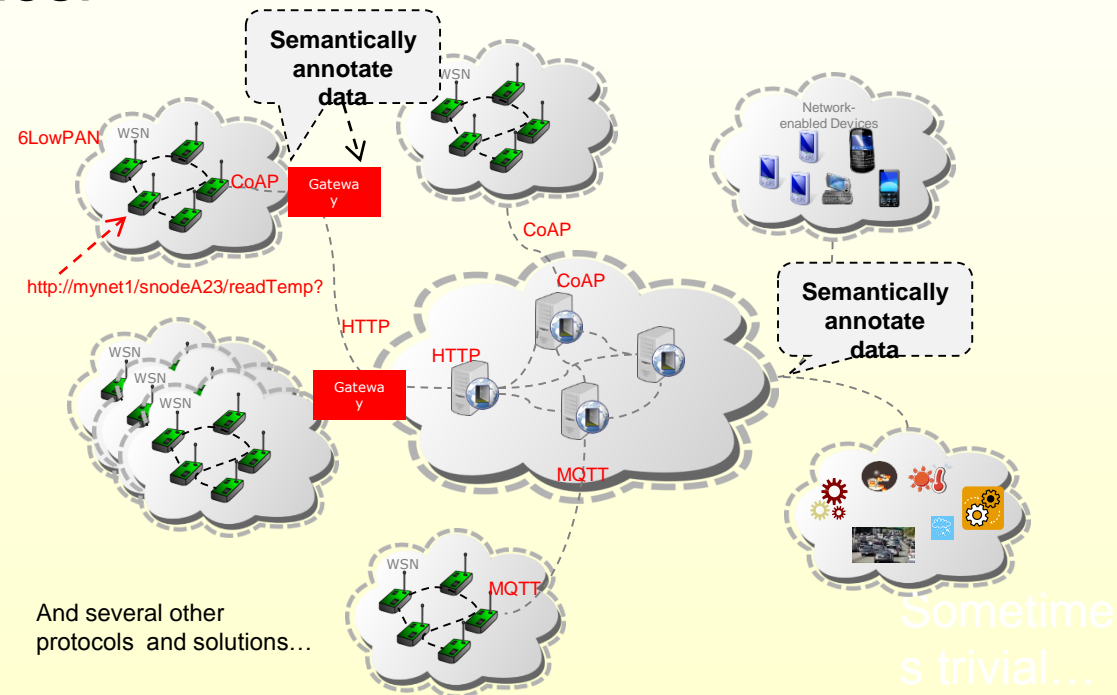 Semantically
annotate
data
WSN
Network-
enabled Devices
6LowPAN
WSN
CoAP
Gatewa
y
CoAP
http://mynet1/snodeA23/readTemp?
CoAP
Semantically
annotate
data
HTTP
HTTP
WSN
WSN
WSN
Gatewa
y
MQTT
WSN
MQTT
And several other
protocols and solutions…
Sometime
s trivial…